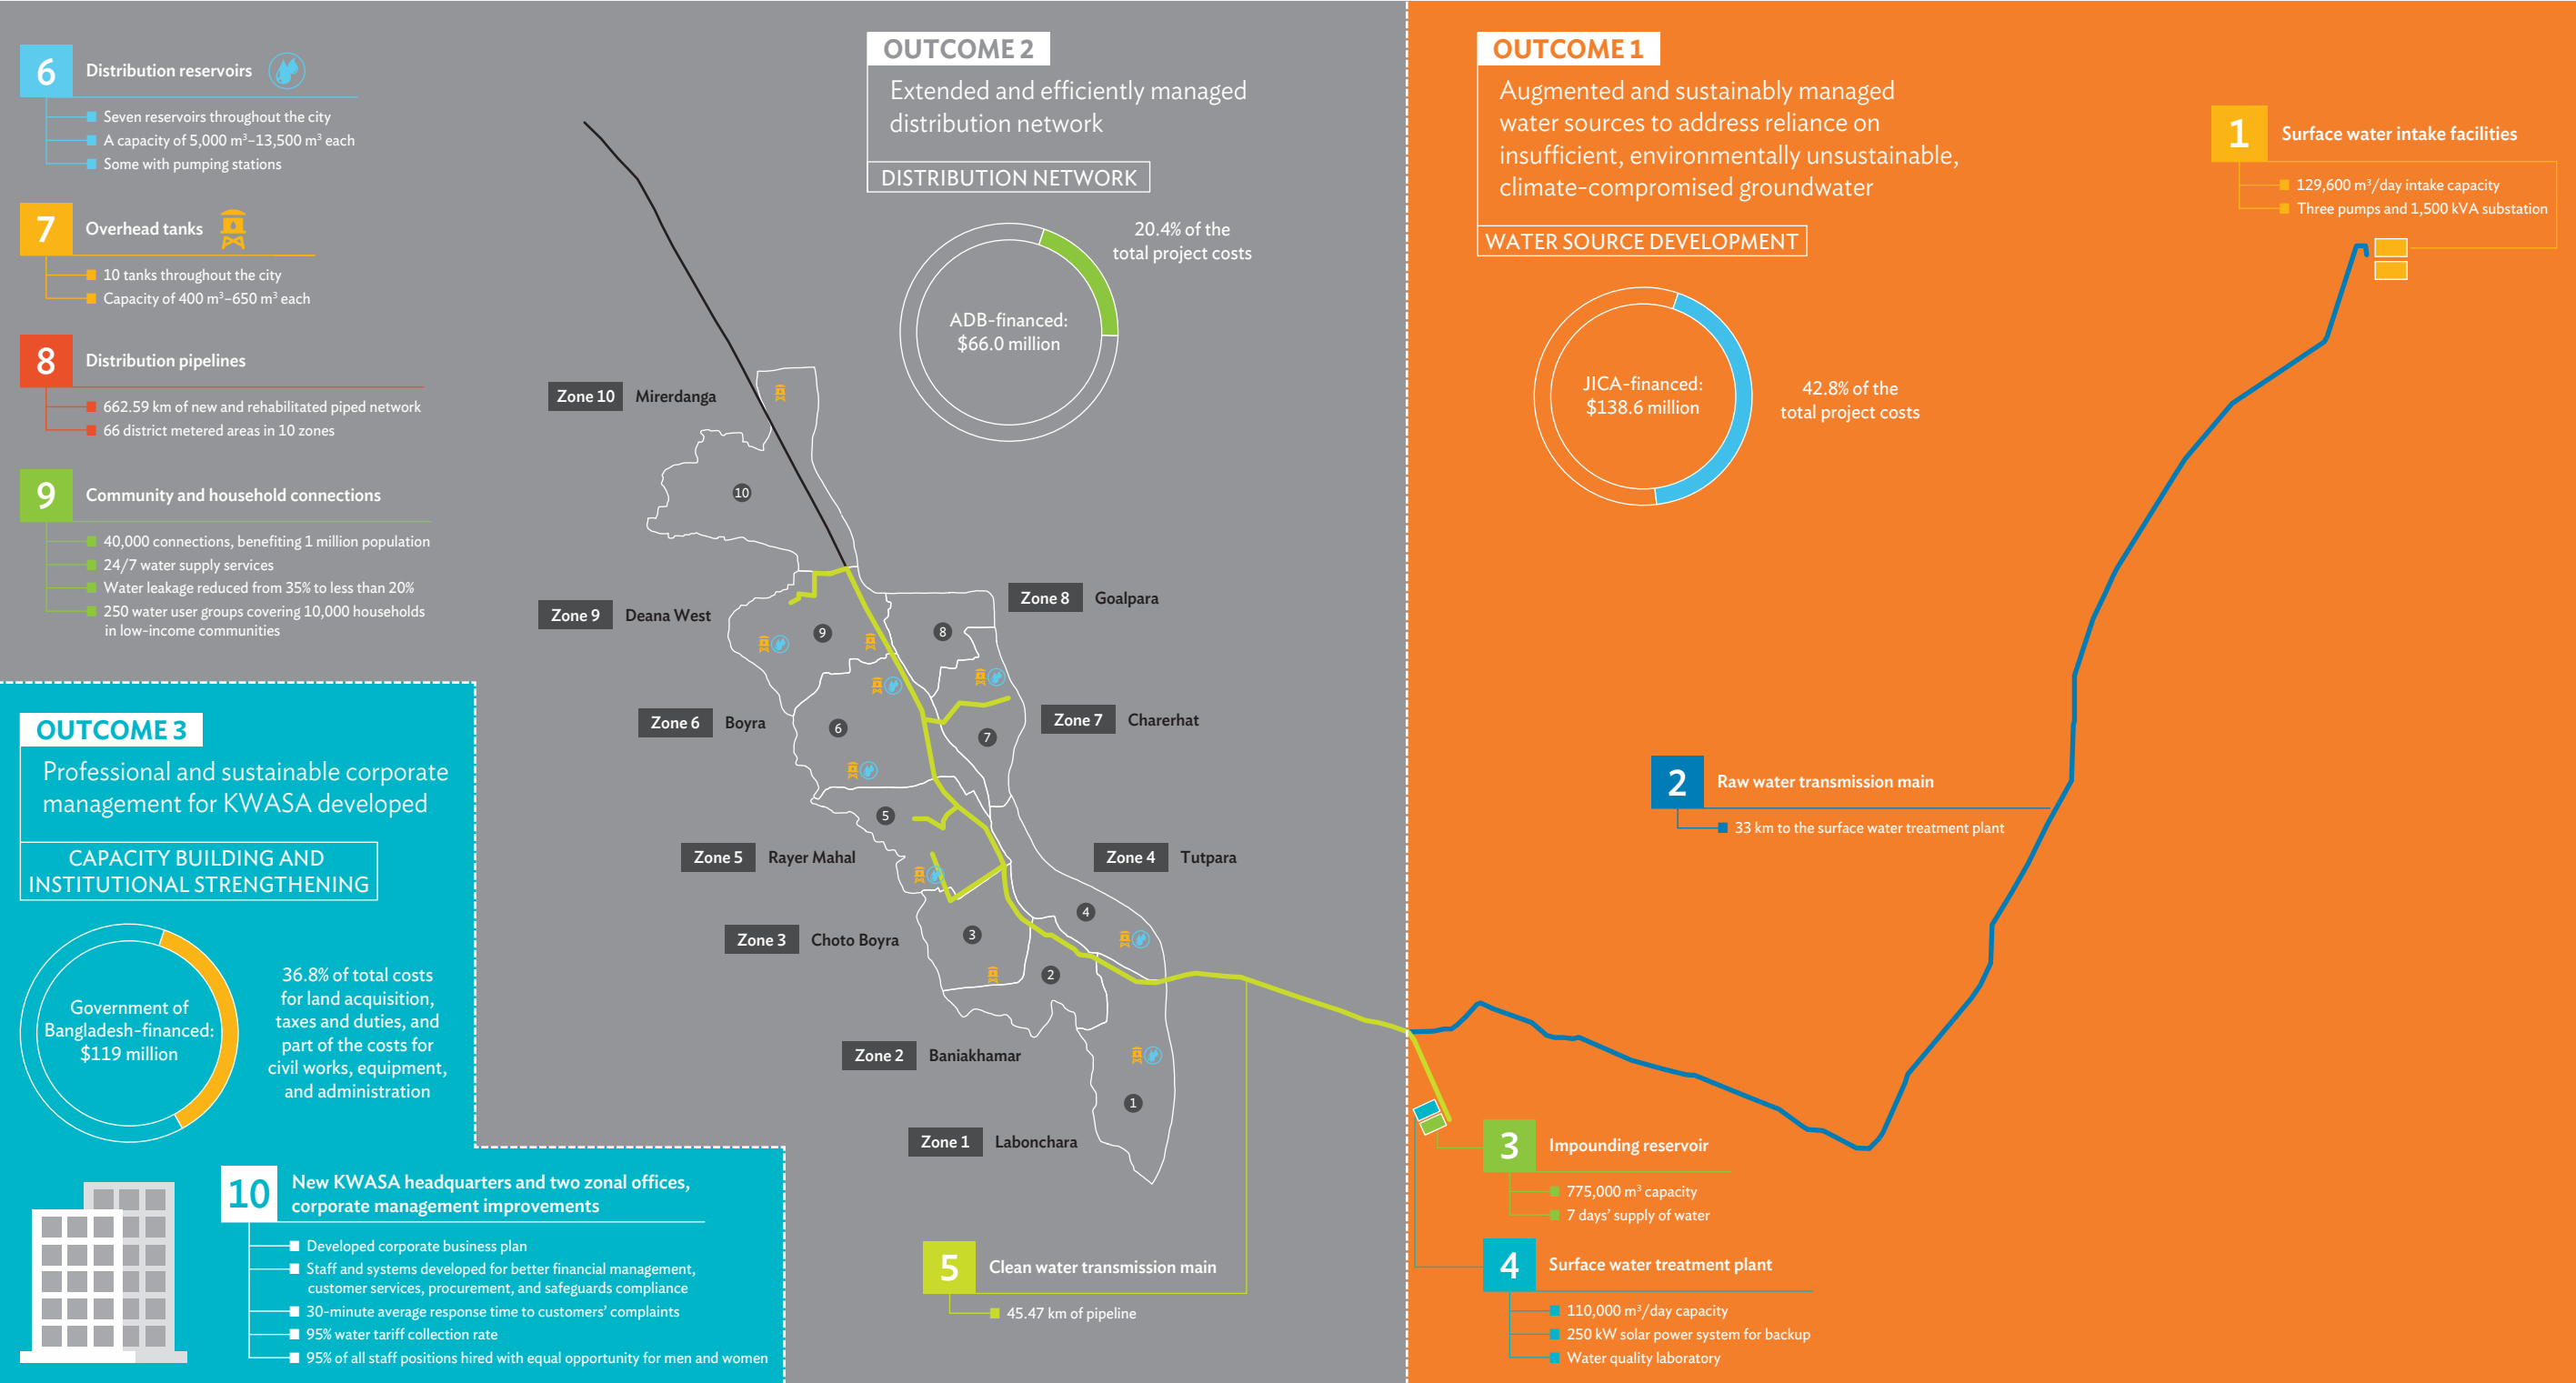 6
Distribution reservoirs
Seven reservoirs throughout the city
A capacity of 5,000 m³–13,500 m³ each
Some with pumping stations
7
Overhead tanks
10 tanks throughout the city
Capacity of 400 m³–650 m³ each
8
Distribution pipelines
662.59 km of new and rehabilitated piped network
66 district metered areas in 10 zones
9
Community and household connections
40,000 connections, benefiting 1 million population
24/7 water supply services
Water leakage reduced from 35% to less than 20%
250 water user groups covering 10,000 households
in low-income communities
OUTCOME 2
Extended and efficiently managed
distribution network
DISTRIBUTION NETWORK
20.4% of the
total project costs
ADB-financed:
$66.0 million
Zone 10 Mirerdanga
10
Zone 9 Deana West
9
Zone 8 Goalpara
8
Zone 6 Boyra
6
Zone 7 Charerhat
7
5
Zone 5 Rayer Mahal
Zone 4 Tutpara
4
Zone 3 Choto Boyra
3
2
Zone 2 Baniakhamar
1
Zone 1 Labonchara
5
Clean water transmission main
45.47 km of pipeline
OUTCOME 1
Augmented and sustainably managed
water sources to address reliance on
insufficient, environmentally unsustainable,
climate-compromised groundwater
WATER SOURCE DEVELOPMENT
JICA-financed:
$138.6 million
42.8% of the
total project costs
1
Surface water intake facilities
129,600 m³/day intake capacity
Three pumps and 1,500 kVA substation
2
Raw water transmission main
33 km to the surface water treatment plant
3
Impounding reservoir
775,000 m³ capacity
7 days' supply of water
4
Surface water treatment plant
110,000 m³/day capacity
250 kW solar power system for backup
Water quality laboratory
OUTCOME 3
Professional and sustainable corporate
management for KWASA developed
CAPACITY BUILDING AND
INSTITUTIONAL STRENGTHENING
Government of
Bangladesh-financed:
$119 million
36.8% of total costs
for land acquisition,
taxes and duties, and
part of the costs for
civil works, equipment,
and administration
10
New KWASA headquarters and two zonal offices,
corporate management improvements
Developed corporate business plan
Staff and systems developed for better financial management,
customer services, procurement, and safeguards compliance
30-minute average response time to customers' complaints
95% water tariff collection rate
95% of all staff positions hired with equal opportunity for men and women